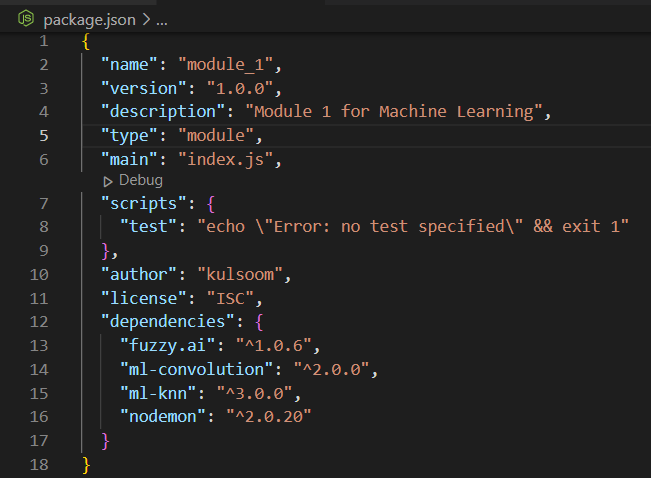 package.json > ...
1 {
2 "name": "module_1",
3 "version": "1.0.0",
4 "description": "Module 1 for Machine Learning",
5 "type": "module",
6 "main": "index.js",
Debug
7 "scripts": {
8 "test": "echo \"Error: no test specified\" && exit 1"
9 },
10 "author": "kulsoom",
11 "license": "ISC",
12 "dependencies": {
13 "fuzzy.ai": "^1.0.6",
14 "ml-convolution": "^2.0.0",
15 "ml-knn": "^3.0.0",
16 "nodemon": "^2.0.20"
17 }
18 }